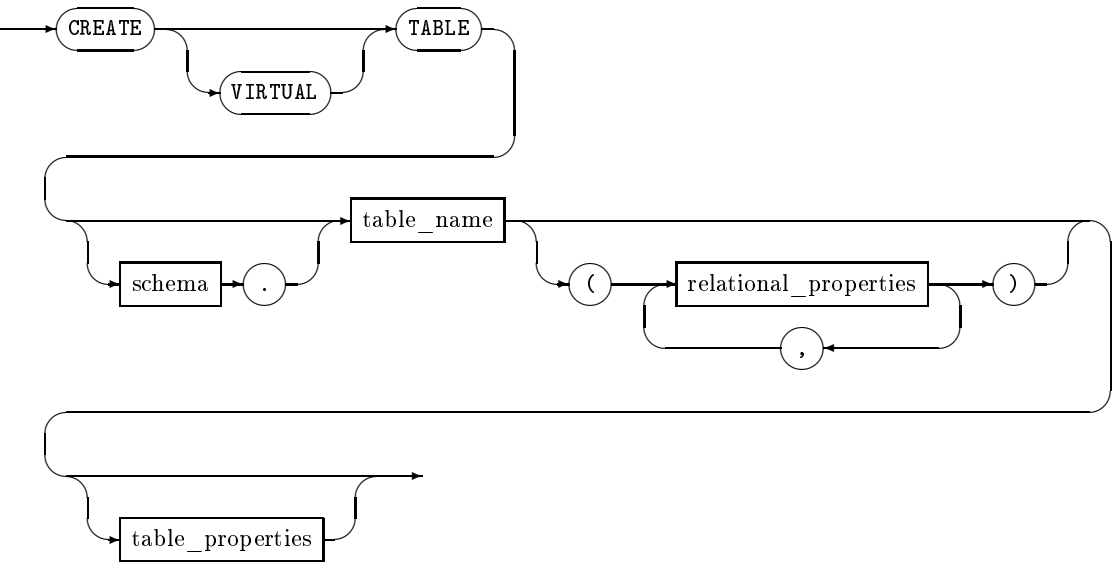 CREATE TABLE
VIRTUAL
table_name
schema . ( relational_properties )
,
table_properties